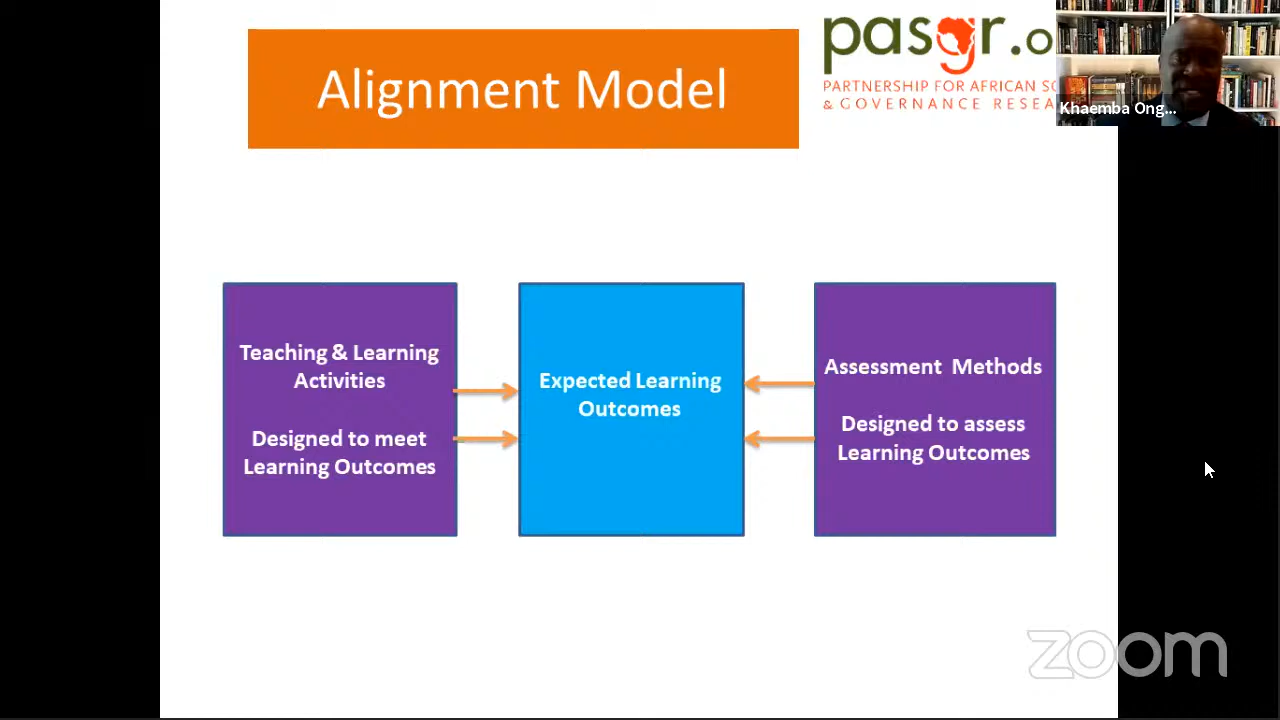 Alignment Model
pasgr.o
PARTNERSHIP FOR AFRICAN SO
& GOVERNANCE RESEA
Khaemba Ong...
Teaching & Learning
Activities
Designed to meet
Learning Outcomes
Expected Learning
Outcomes
Assessment Methods
Designed to assess
Learning Outcomes
zoom